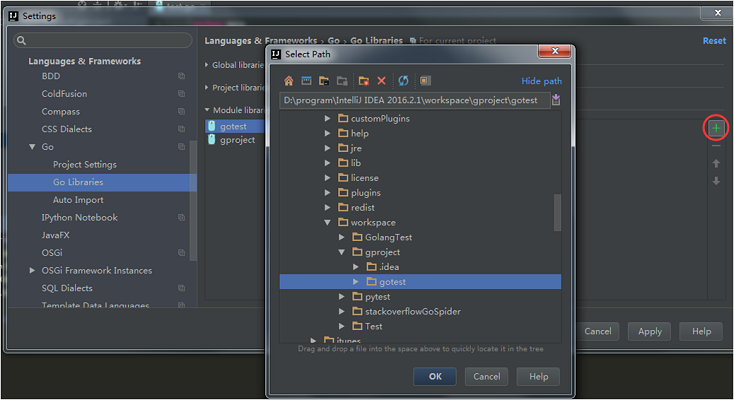 Settings
Languages & Frameworks › Go › Go Libraries
For current project
Reset
Languages & Frameworks
BDD
ColdFusion
Compass
CSS Dialects
Go
Project Settings
Go Libraries
Auto Import
IPython Notebook
JavaFX
OSGi
OSGi Framework Instances
SQL Dialects
Template Data Languages
Global librarie
Project librarie
Module librari
gotest
gproject
Select Path
Hide path
D:\program\IntelliJ IDEA 2016.2.1\workspace\gproject\gotest
customPlugins
help
jre
lib
license
plugins
redist
workspace
GolangTest
gproject
.idea
gotest
pytest
stackoverflowGoSpider
Test
itunes
Drag and drop a file into the space above to quickly locate it in the tree
OK
Cancel
Help
Cancel
Apply
Help